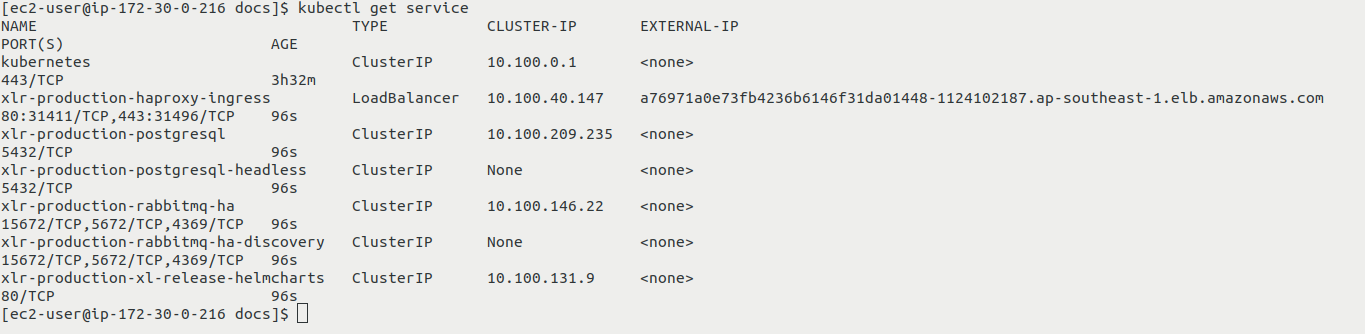 [ec2-user@ip-172-30-0-216 docs]$ kubectl get service
NAME                                    TYPE           CLUSTER-IP       EXTERNAL-IP
PORT(S)                        AGE
kubernetes                              ClusterIP      10.100.0.1       <none>
443/TCP                        3h32m
xlr-production-haproxy-ingress          LoadBalancer   10.100.40.147    a76971a0e73fb4236b6146f31da01448-1124102187.ap-southeast-1.elb.amazonaws.com
80:31411/TCP,443:31496/TCP     96s
xlr-production-postgresql               ClusterIP      10.100.209.235   <none>
5432/TCP                       96s
xlr-production-postgresql-headless      ClusterIP      None             <none>
5432/TCP                       96s
xlr-production-rabbitmq-ha              ClusterIP      10.100.146.22    <none>
15672/TCP,5672/TCP,4369/TCP    96s
xlr-production-rabbitmq-ha-discovery    ClusterIP      None             <none>
15672/TCP,5672/TCP,4369/TCP    96s
xlr-production-xl-release-helmcharts    ClusterIP      10.100.131.9     <none>
80/TCP                         96s
[ec2-user@ip-172-30-0-216 docs]$